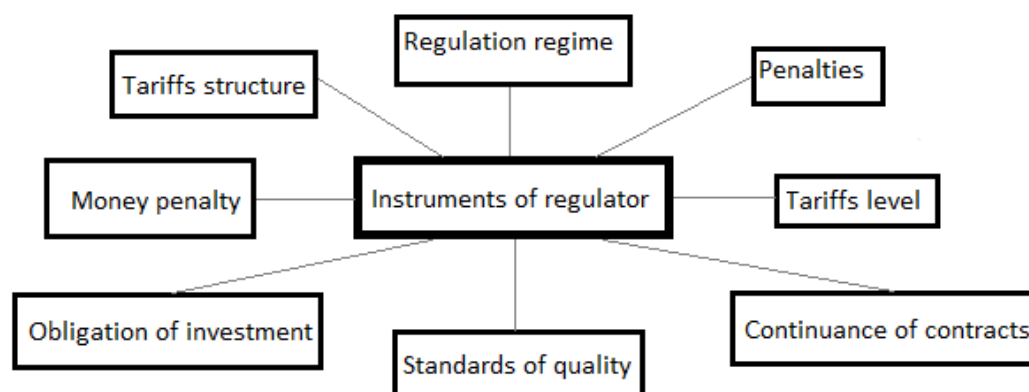 Regulation regime
Tariffs structure
Penalties
Money penalty
Instruments of regulator
Tariffs level
Obligation of investment
Standards of quality
Continuance of contracts